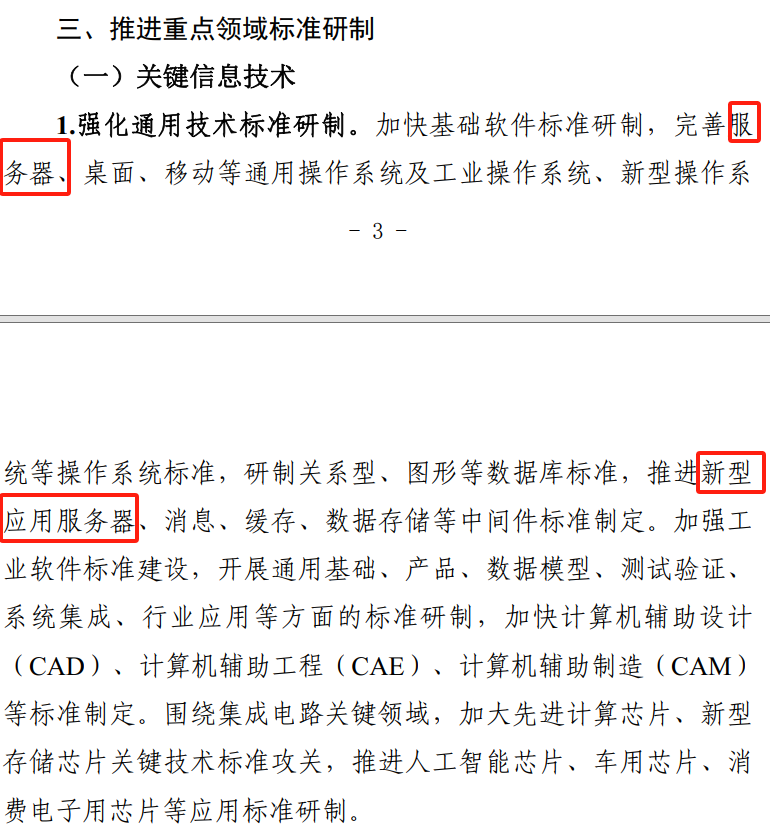 三、推进重点领域标准研制
（一）关键信息技术
1.强化通用技术标准研制。加快基础软件标准研制，完善服
务器、桌面、移动等通用操作系统及工业操作系统、新型操作系
- 3 -
统等操作系统标准，研制关系型、图形等数据库标准，推进新型
应用服务器、消息、缓存、数据存储等中间件标准制定。加强工
业软件标准建设，开展通用基础、产品、数据模型、测试验证、
系统集成、行业应用等方面的标准研制，加快计算机辅助设计
（CAD）、计算机辅助工程（CAE）、计算机辅助制造（CAM）
等标准制定。围绕集成电路关键领域，加大先进计算芯片、新型
存储芯片关键技术标准攻关，推进人工智能芯片、车用芯片、消
费电子用芯片等应用标准研制。